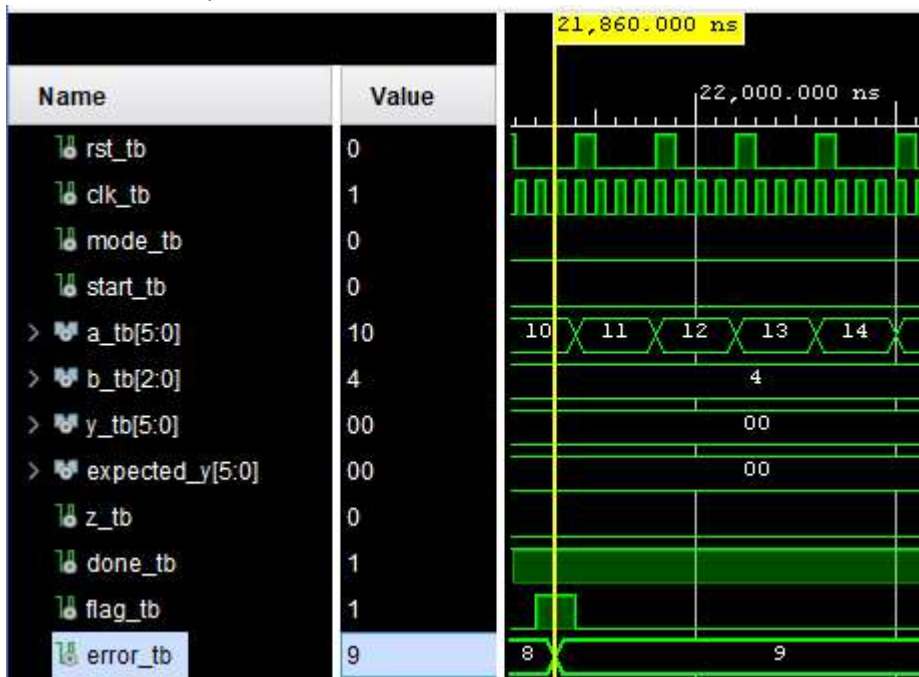 21,860.000 ns
Name Value 22,000.000 ns
rst_tb 0
clk_tb 1
mode_tb 0
start_tb 0
> a_tb[5:0] 10 10 11 12 13 14
> b_tb[2:0] 4 4
> y_tb[5:0] 00 00
> expected_y[5:0] 00 00
z_tb 0
done_tb 1
flag_tb 1
error_tb 9 8 9